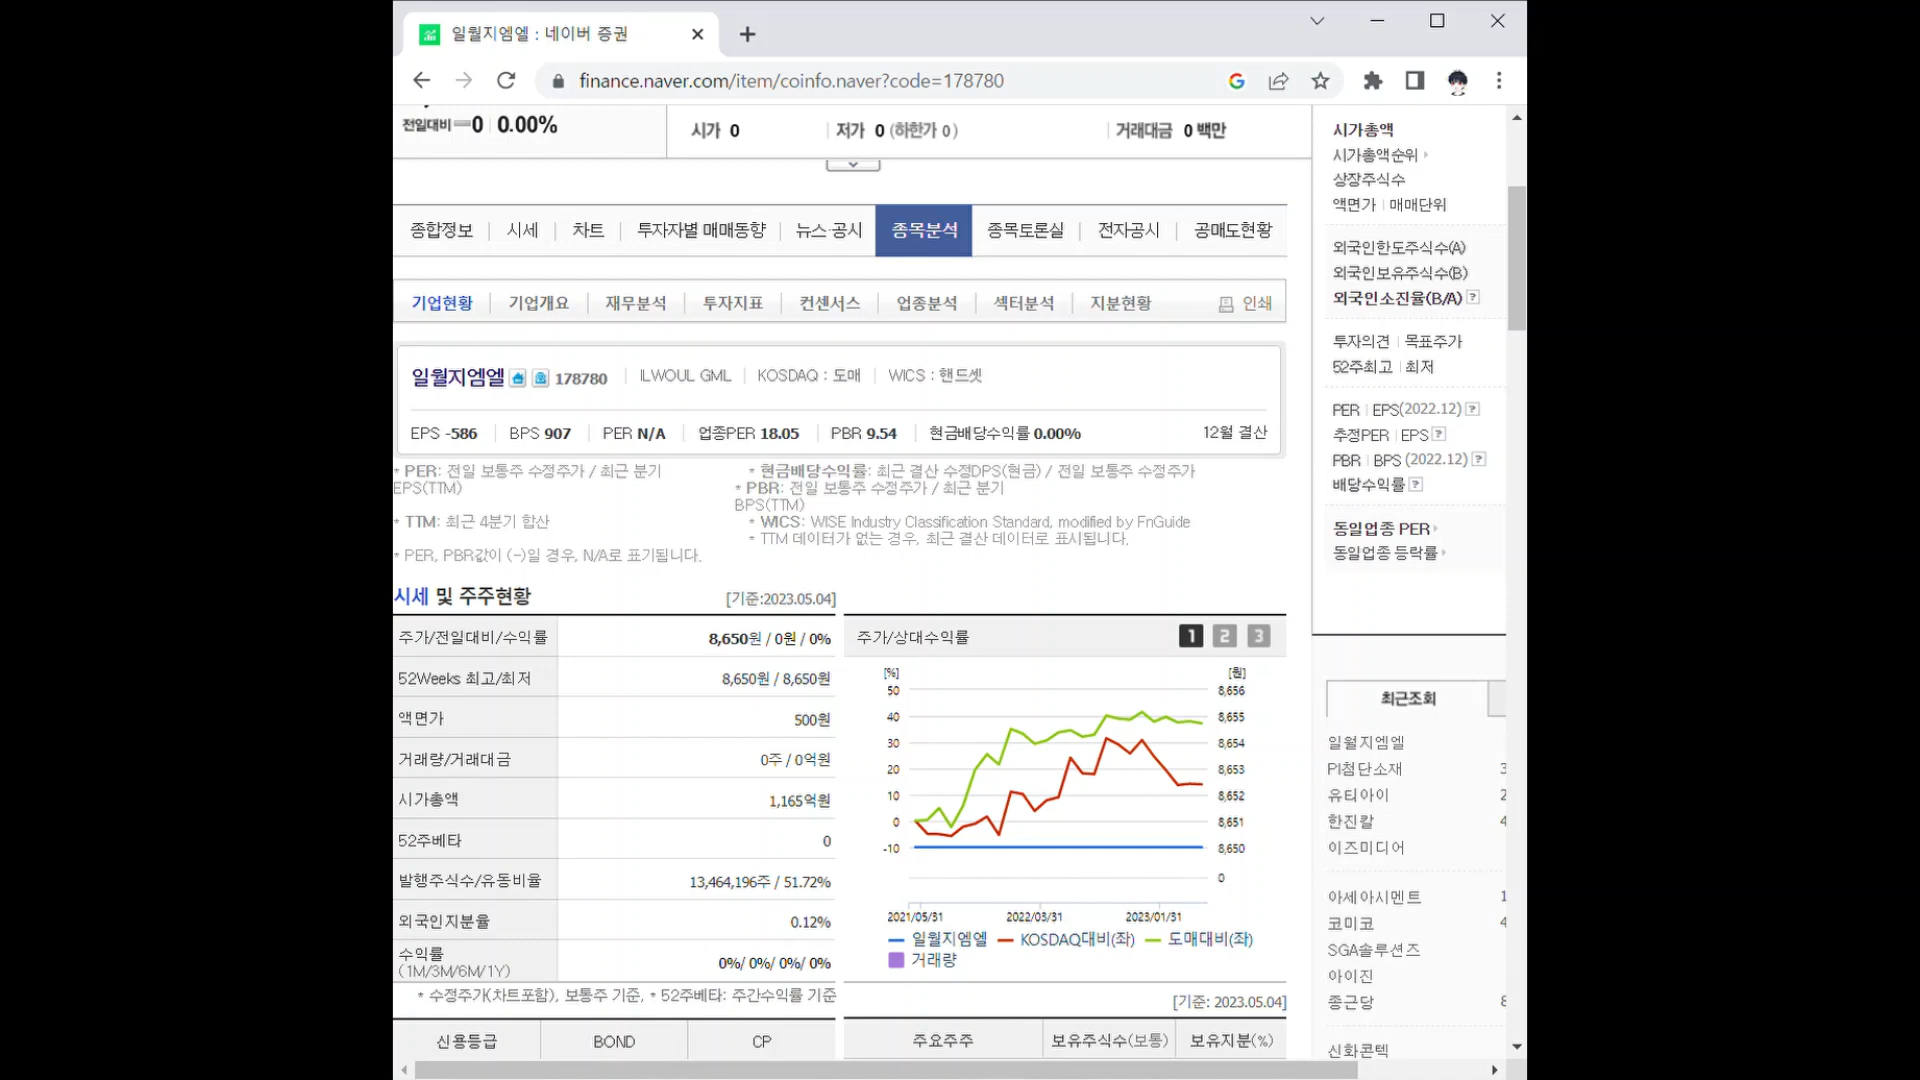 일월지엠엘 : 네이버 증권
finance.naver.com/item/coinfo.naver?code=178780
전일대비 0 0.00%
시가 0 저가 0 (하한가 0 ) 거래대금 0 백만
종합정보 시세 차트 투자자별 매매동향 뉴스·공시 종목분석 종목토론실 전자공시 공매도현황
기업현황 기업개요 재무분석 투자지표 컨센서스 업종분석 섹터분석 지분현황 인쇄
일월지엠엘 178780 ILWOUL GML KOSDAQ : 도매 WICS : 핸드셋
EPS -586 BPS 907 PER N/A 업종PER 18.05 PBR 9.54 현금배당수익률 0.00% 12월 결산
* PER: 전일 보통주 수정주가 / 최근 분기
EPS(TTM)
* TTM: 최근 4분기 합산
* PER, PBR값이 (-)일 경우, N/A로 표기됩니다.
* 현금배당수익률: 최근 결산 수정DPS(현금) / 전일 보통주 수정주가
* PBR: 전일 보통주 수정주가 / 최근 분기
BPS(TTM)
* WICS: WISE Industry Classification Standard, modified by FnGuide
* TTM 데이터가 없는 경우, 최근 결산 데이터로 표시됩니다.
시세 및 주주현황 [기준:2023.05.04]
주가/전일대비/수익률 8,650원 / 0원 / 0%
52Weeks 최고/최저 8,650원 / 8,650원
액면가 500원
거래량/거래대금 0주 / 0억원
시가총액 1,165억원
52주베타 0
발행주식수/유동비율 13,464,196주 / 51.72%
외국인지분율 0.12%
수익률
(1M/3M/6M/1Y) 0%/ 0%/ 0%/ 0%
* 수정주가(차트포함), 보통주 기준, * 52주베타: 주간수익률 기준
신용등급 BOND CP
주가/상대수익률 1 2 3
[%] [원]
50 8,656
40 8,655
30 8,654
20 8,653
10 8,652
0 8,651
-10 8,650
0
2021/05/31 2022/03/31 2023/01/31
일월지엠엘 KOSDAQ대비(좌) 도매대비(좌)
거래량
[기준: 2023.05.04]
주요주주 보유주식수(보통) 보유지분(%)
시가총액
시가총액순위
상장주식수
액면가 매매단위
외국인한도주식수(A)
외국인보유주식수(B)
외국인소진율(B/A) ?
투자의견 목표주가
52주최고 최저
PER EPS(2022.12) ?
추정PER EPS ?
PBR BPS (2022.12) ?
배당수익률 ?
동일업종 PER
동일업종 등락률
최근조회
일월지엠엘
PI첨단소재 3
유티아이 2
한진칼 4
이즈미디어
아세아시멘트 1
코미코 4
SGA솔루션즈
아이진
종근당 8
신화콘텍